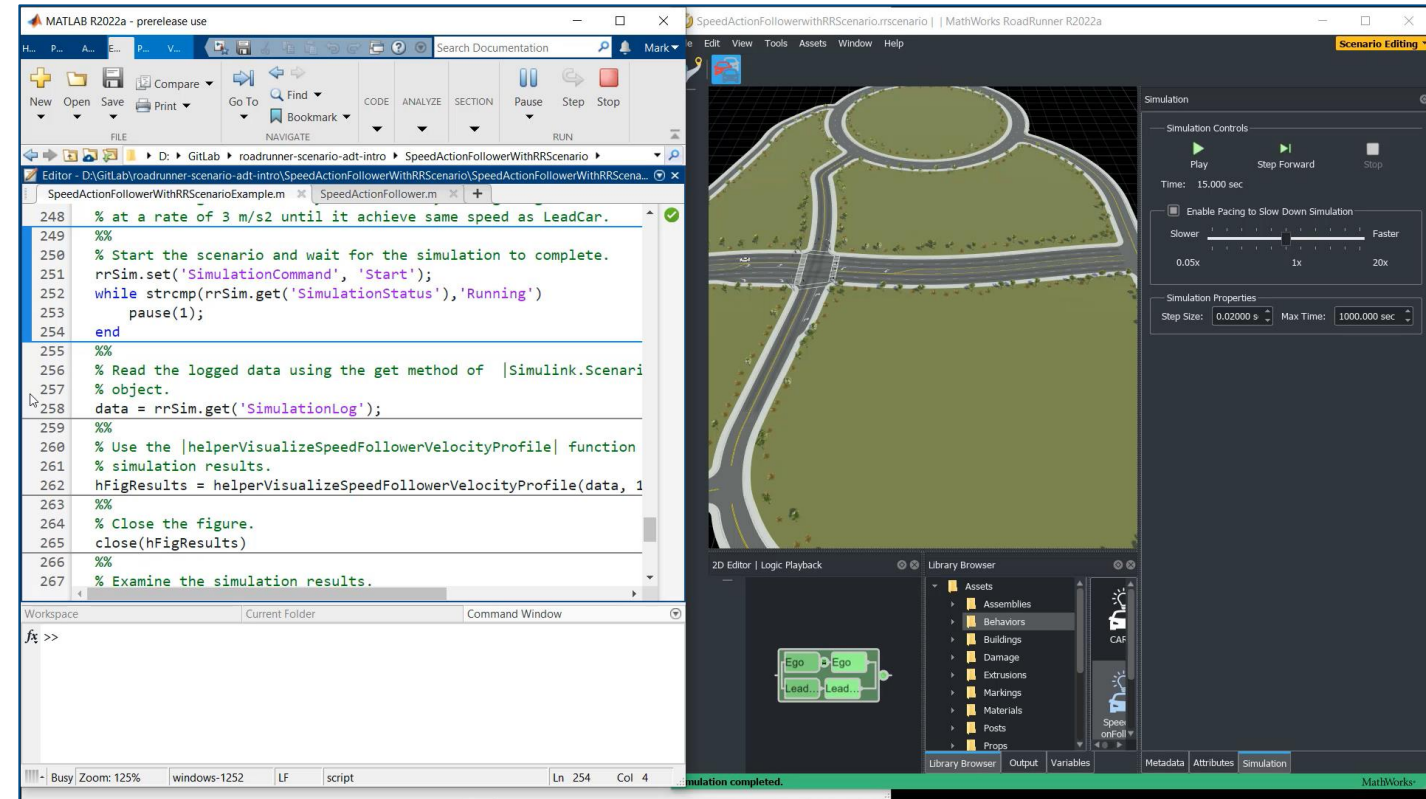 MATLAB R2022a - prerelease use
H... P... A... E... P... V...
Search Documentation
Mark
New
Open
Save
Compare
Print
FILE
Go To
Find
Bookmark
NAVIGATE
CODE
ANALYZE
SECTION
Pause
Step
Stop
RUN
D: GitLab roadrunner-scenario-adt-intro SpeedActionFollowerWithRRScenario
Editor - D:\GitLab\roadrunner-scenario-adt-intro\SpeedActionFollowerWithRRScenario\SpeedActionFollowerWithRRScena...
SpeedActionFollowerWithRRScenarioExample.m SpeedActionFollower.m +
248 % at a rate of 3 m/s2 until it achieve same speed as LeadCar.
249 %%
250 % Start the scenario and wait for the simulation to complete.
251 rrSim.set('SimulationCommand', 'Start');
252 while strcmp(rrSim.get('SimulationStatus'),'Running')
253 pause(1);
254 end
255 %%
256 % Read the logged data using the get method of |Simulink.Scenari
257 % object.
258 data = rrSim.get('SimulationLog');
259 %%
260 % Use the |helperVisualizeSpeedFollowerVelocityProfile| function
261 % simulation results.
262 hFigResults = helperVisualizeSpeedFollowerVelocityProfile(data, 1
263 %%
264 % Close the figure.
265 close(hFigResults)
266 %%
267 % Examine the simulation results.
Workspace Current Folder Command Window
fx >>
Busy Zoom: 125% windows-1252 LF script Ln 254 Col 4
SpeedActionFollowerwithRRScenario.rrscenario | | MathWorks RoadRunner R2022a
Edit View Tools Assets Window Help
Scenario Editing
Simulation
Simulation Controls
Play Step Forward Stop
Time: 15.000 sec
Enable Pacing to Slow Down Simulation
Slower Faster
0.05x 1x 20x
Simulation Properties
Step Size: 0.02000 s Max Time: 1000.000 sec
2D Editor | Logic Playback
Ego Ego
Lead... Lead...
Library Browser
Assets
Assemblies
Behaviors
Buildings
Damage
Extrusions
Markings
Materials
Posts
Props
CAR
Spee
onFoll
Library Browser Output Variables
Metadata Attributes Simulation
mulation completed.
MathWorks